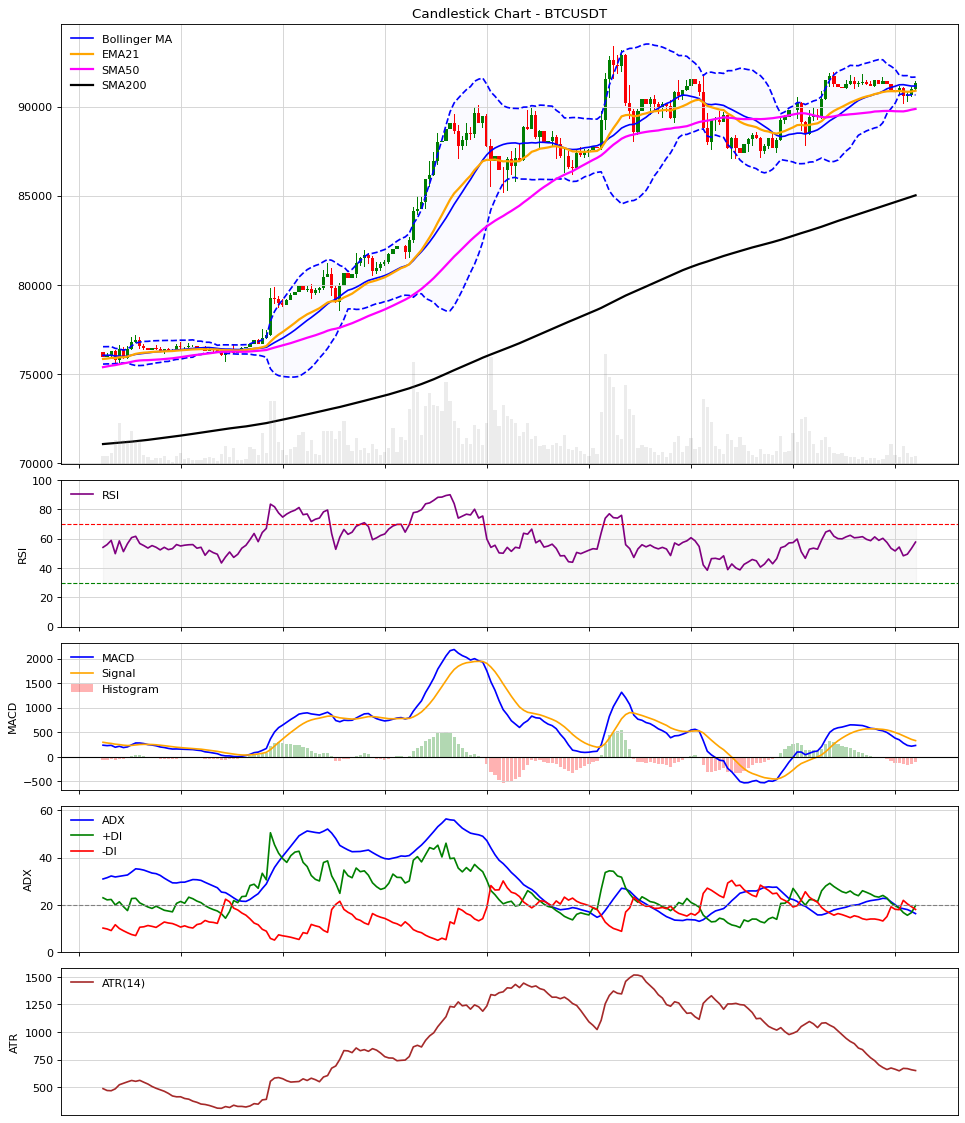 Candlestick Chart - BTCUSDT
Bollinger MA
EMA21
SMA50
SMA200
90000
85000
80000
75000
70000
RSI
100
80
60
40
20
0
RSI
MACD
Signal
Histogram
2000
1500
1000
500
0
−500
MACD
ADX
+DI
-DI
60
40
20
0
ADX
ATR(14)
1500
1250
1000
750
500
ATR